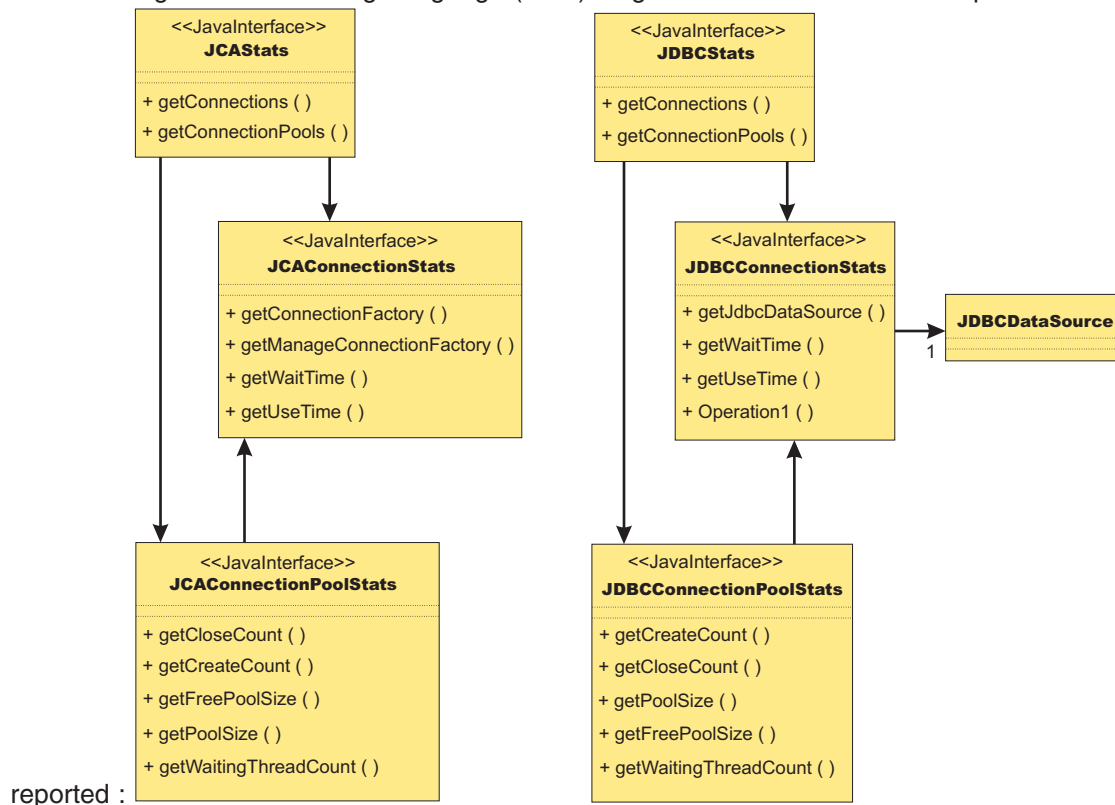 <<JavaInterface>>
JCAStats
+ getConnections ( )
+ getConnectionPools ( )
<<JavaInterface>>
JDBCStats
+ getConnections ( )
+ getConnectionPools ( )
<<JavaInterface>>
JCAConnectionStats
+ getConnectionFactory ( )
+ getManageConnectionFactory ( )
+ getWaitTime ( )
+ getUseTime ( )
<<JavaInterface>>
JDBCConnectionStats
+ getJdbcDataSource ( )
+ getWaitTime ( )
+ getUseTime ( )
+ Operation1 ( )
1
JDBCDataSource
<<JavaInterface>>
JCAConnectionPoolStats
+ getCloseCount ( )
+ getCreateCount ( )
+ getFreePoolSize ( )
+ getPoolSize ( )
+ getWaitingThreadCount ( )
<<JavaInterface>>
JDBCConnectionPoolStats
+ getCreateCount ( )
+ getCloseCount ( )
+ getPoolSize ( )
+ getFreePoolSize ( )
+ getWaitingThreadCount ( )
reported :